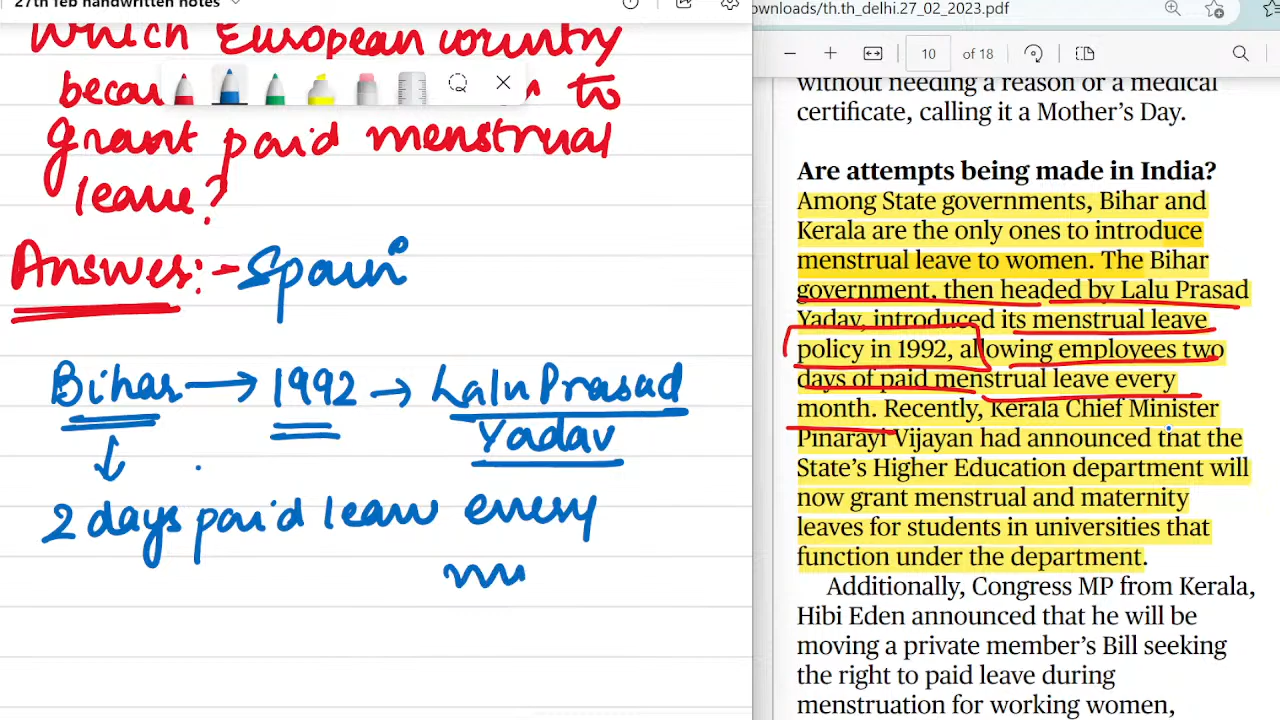 27th feb handwritten notes
Which European country
to
grant paid menstrual
leave?
Answer:- Spain
Bihar → 1992 → Lalu Prasad
Yadav
2 days paid leave every
ownloads/th.th_delhi.27_02_2023.pdf
10 of 18
without needing a reason or a medical
certificate, calling it a Mother's Day.
Are attempts being made in India?
Among State governments, Bihar and
Kerala are the only ones to introduce
menstrual leave to women. The Bihar
government, then headed by Lalu Prasad
Yadav, introduced its menstrual leave
policy in 1992, allowing employees two
days of paid menstrual leave every
month. Recently, Kerala Chief Minister
Pinarayi Vijayan had announced that the
State's Higher Education department will
now grant menstrual and maternity
leaves for students in universities that
function under the department.
Additionally, Congress MP from Kerala,
Hibi Eden announced that he will be
moving a private member's Bill seeking
the right to paid leave during
menstruation for working women,